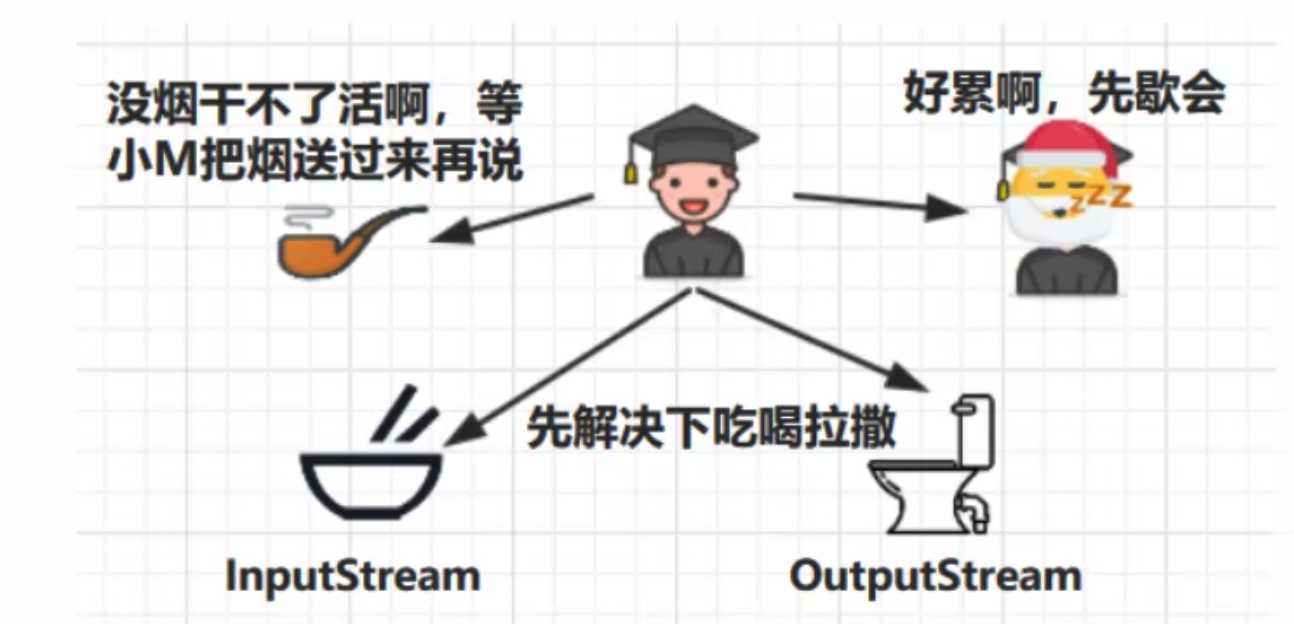 没烟干不了活啊，等
小M把烟送过来再说
好累啊，先歇会
zzZ
先解决下吃喝拉撒
InputStream
OutputStream